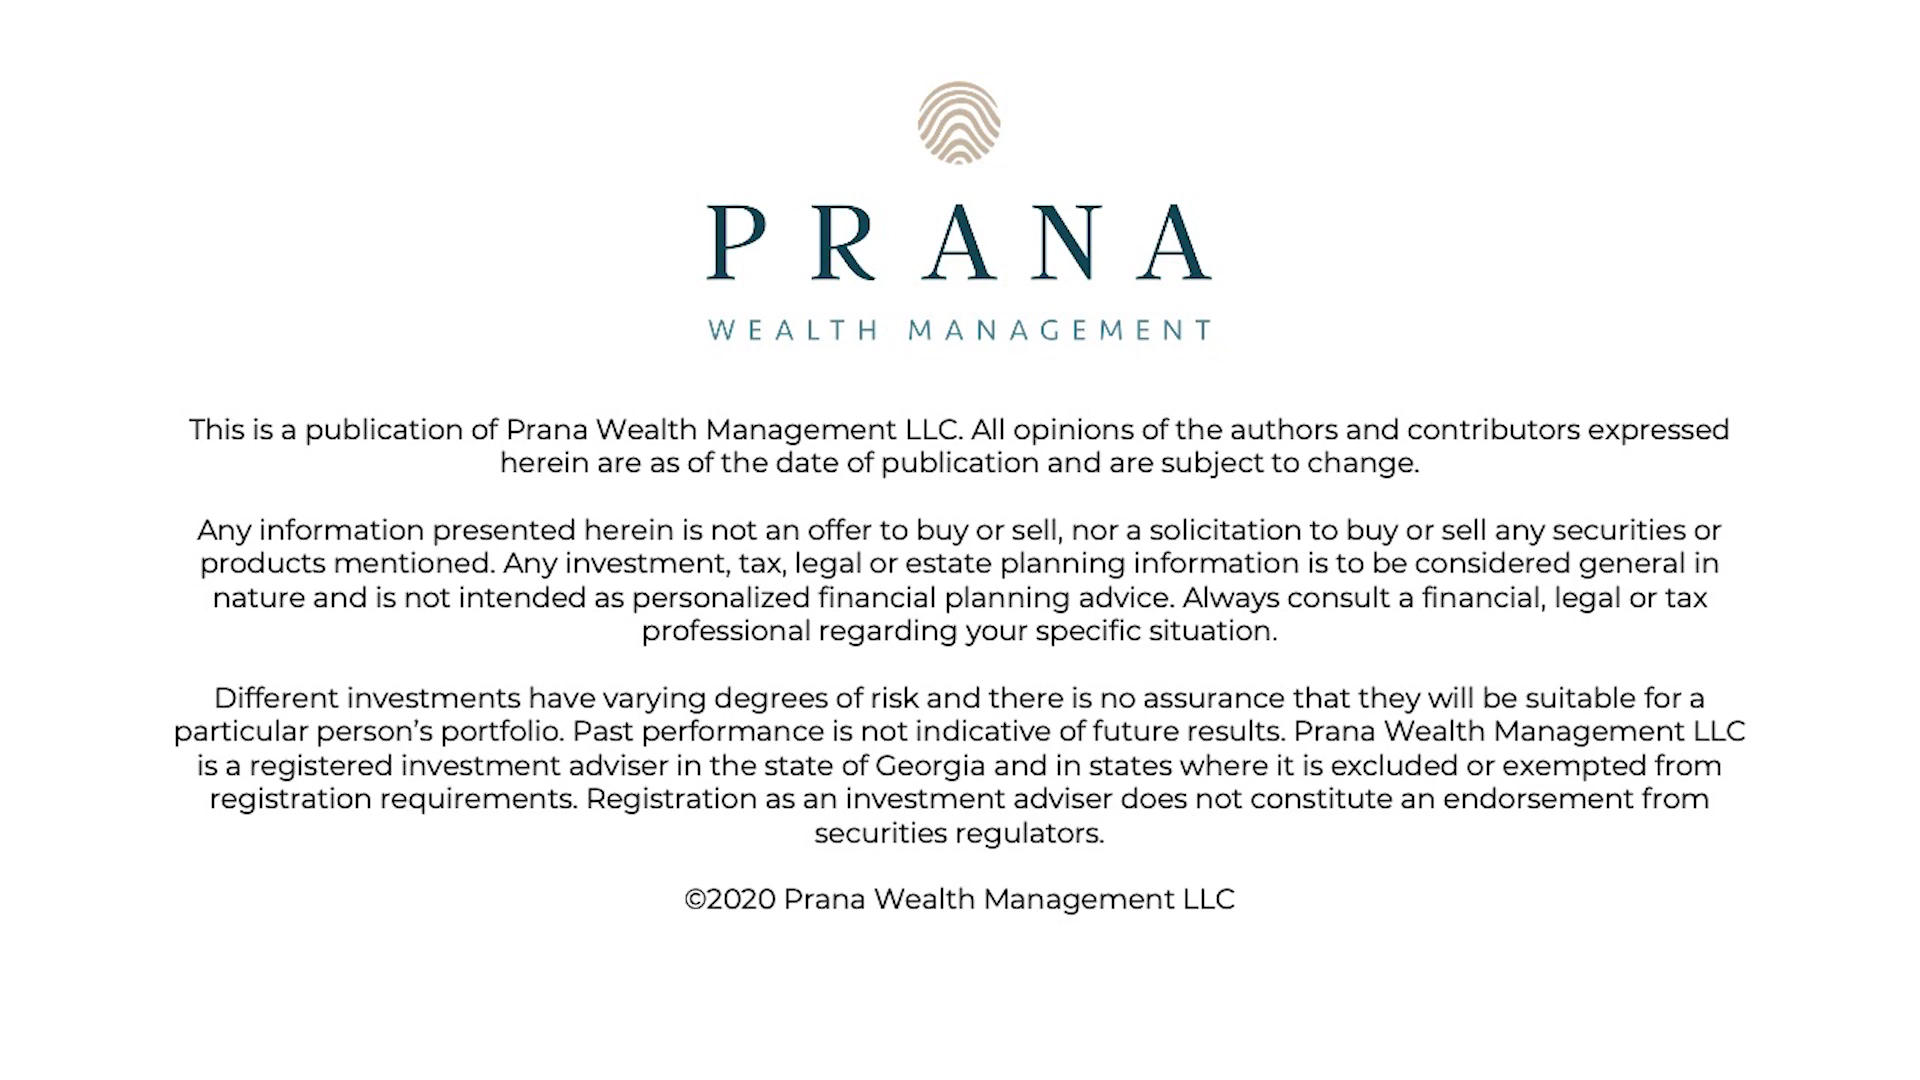 PRANA
WEALTH MANAGEMENT
This is a publication of Prana Wealth Management LLC. All opinions of the authors and contributors expressed
herein are as of the date of publication and are subject to change.
Any information presented herein is not an offer to buy or sell, nor a solicitation to buy or sell any securities or
products mentioned. Any investment, tax, legal or estate planning information is to be considered general in
nature and is not intended as personalized financial planning advice. Always consult a financial, legal or tax
professional regarding your specific situation.
Different investments have varying degrees of risk and there is no assurance that they will be suitable for a
particular person’s portfolio. Past performance is not indicative of future results. Prana Wealth Management LLC
is a registered investment adviser in the state of Georgia and in states where it is excluded or exempted from
registration requirements. Registration as an investment adviser does not constitute an endorsement from
securities regulators.
©2020 Prana Wealth Management LLC